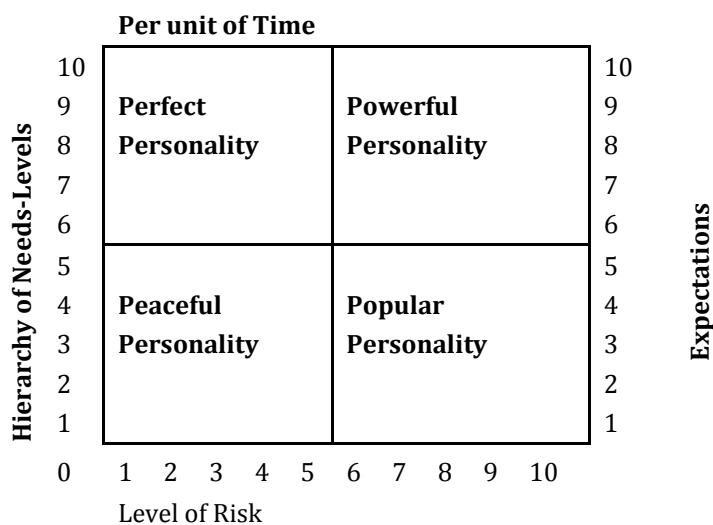 Per unit of Time
Hierarchy of Needs-Levels
10 10
9 Perfect Powerful 9
8 Personality Personality 8
7 7
6 6
5 5
4 Peaceful Popular 4
3 Personality Personality 3
2 2
1 1
Expectations
0 1 2 3 4 5 6 7 8 9 10
Level of Risk